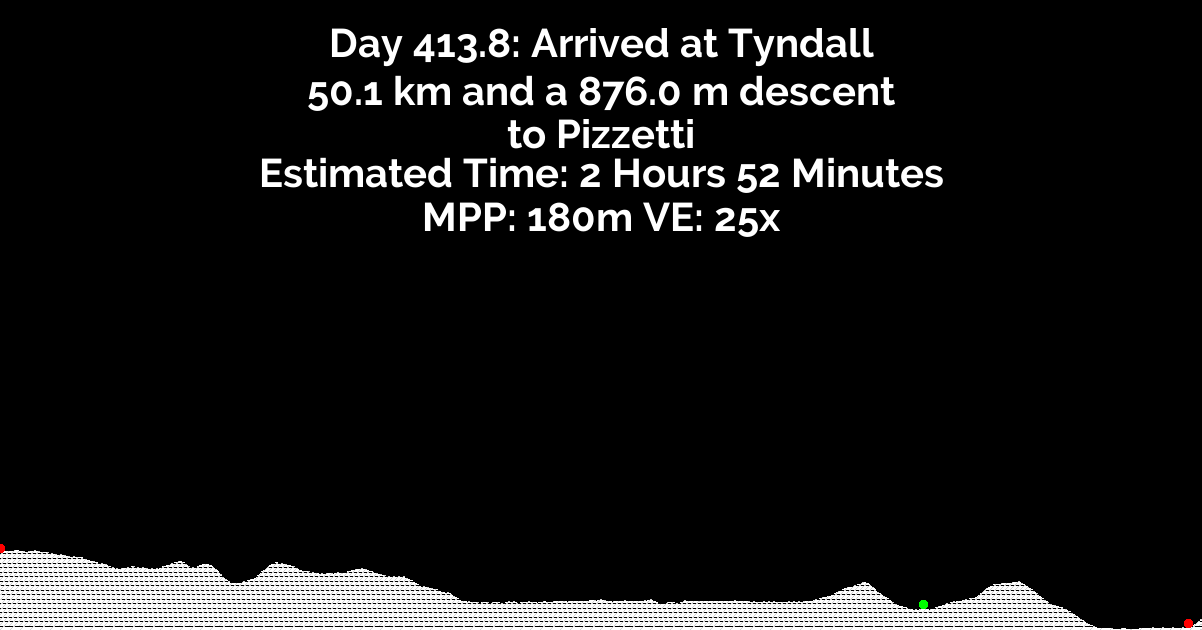 Day 413.8: Arrived at Tyndall
50.1 km and a 876.0 m descent
to Pizzetti
Estimated Time: 2 Hours 52 Minutes
MPP: 180m VE: 25x